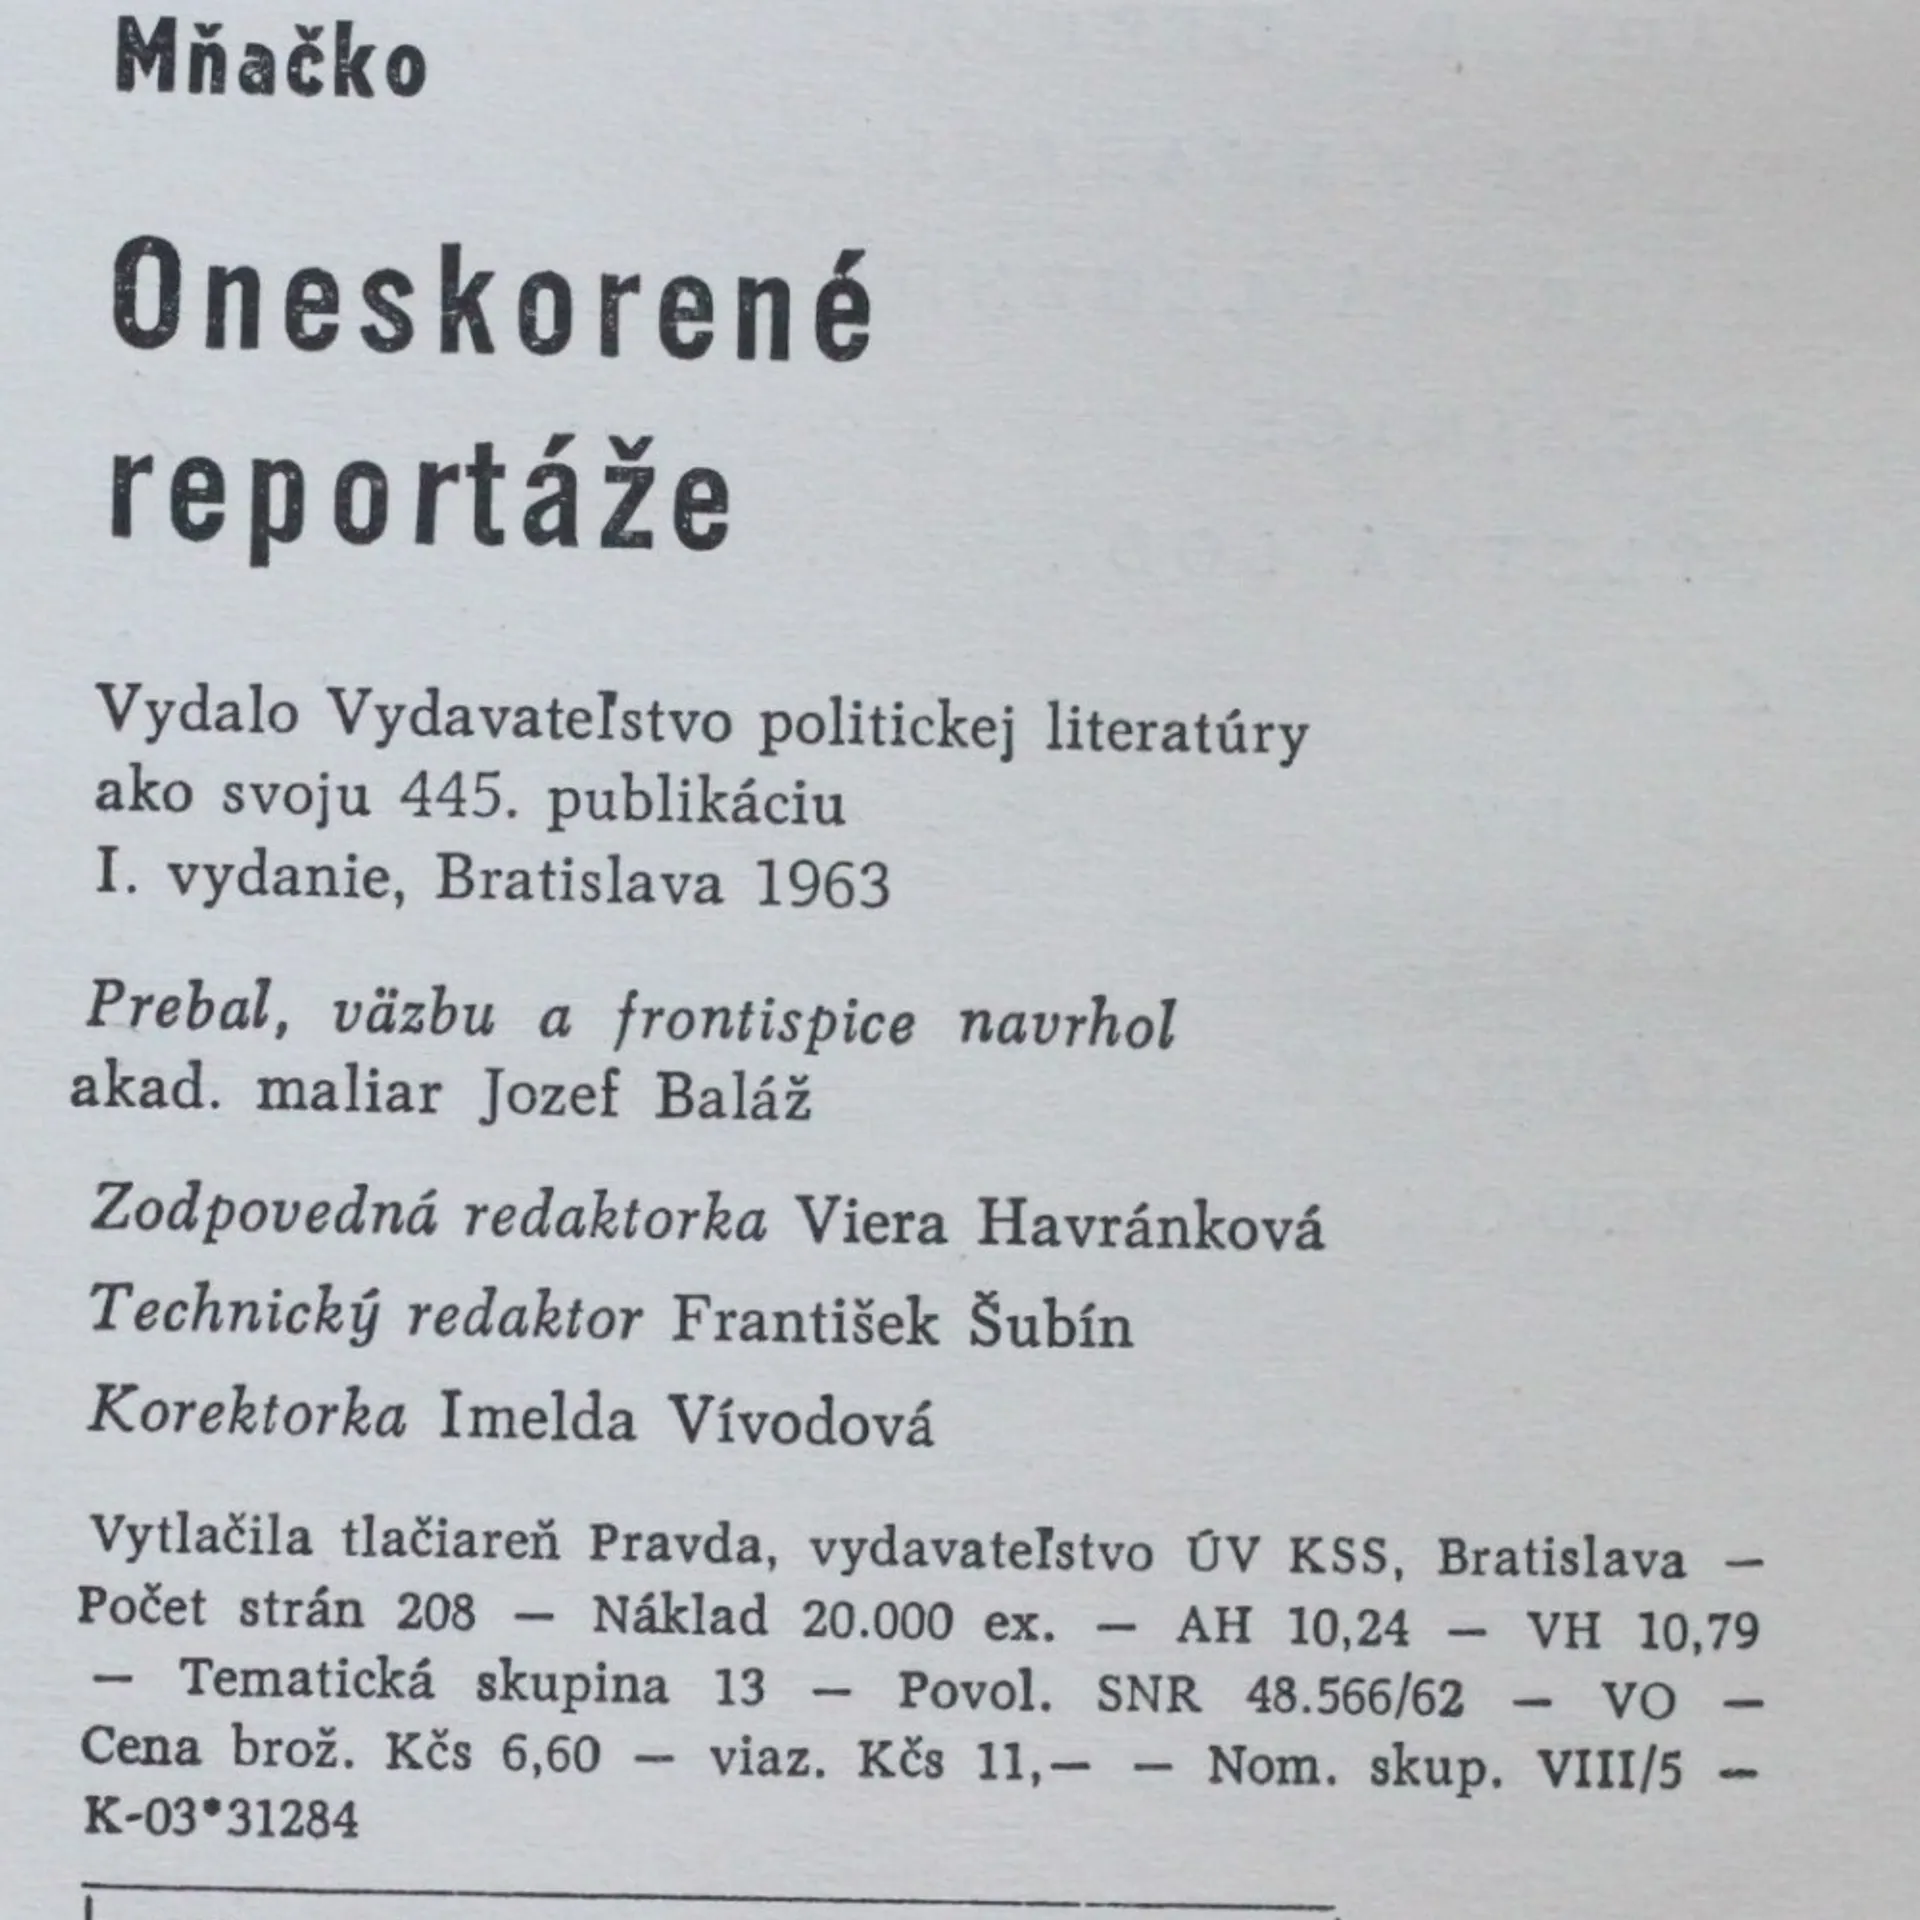 Mňačko
Oneskorené
reportáže
Vydalo Vydavateľstvo politickej literatúry
ako svoju 445. publikáciu
I. vydanie, Bratislava 1963
Prebal, väzbu a frontispice navrhol
akad. maliar Jozef Baláž
Zodpovedná redaktorka Viera Havránková
Technický redaktor František Šubín
Korektorka Imelda Vívodová
Vytlačila tlačiareň Pravda, vydavateľstvo ÚV KSS, Bratislava —
Počet strán 208 — Náklad 20.000 ex. — AH 10,24 — VH 10,79
— Tematická skupina 13 — Povol. SNR 48.566/62 — VO —
Cena brož. Kčs 6,60 — viaz. Kčs 11,— — Nom. skup. VIII/5 —
K-03*31284